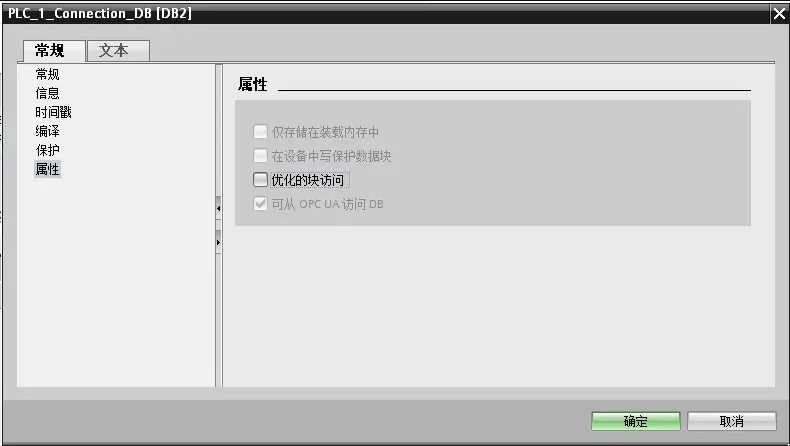 PLC_1_Connection_DB [DB2]
常规
文本
常规
信息
时间戳
编译
保护
属性
属性
仅存储在装载内存中
在设备中写保护数据块
优化的块访问
可从 OPC UA 访问 DB
确定
取消